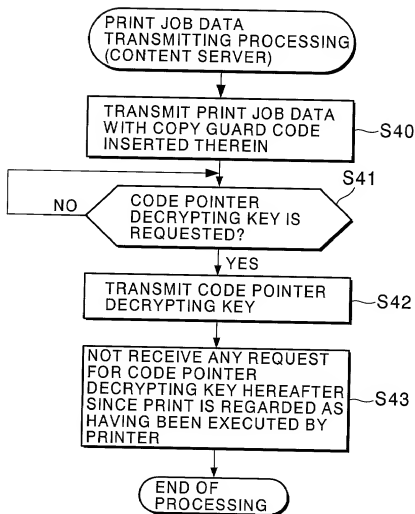 PRINT JOB DATA
TRANSMITTING PROCESSING
(CONTENT SERVER)
TRANSMIT PRINT JOB DATA
WITH COPY GUARD CODE
INSERTED THEREIN
S40
S41
NO
CODE POINTER
DECRYPTING KEY IS
REQUESTED?
YES
TRANSMIT CODE POINTER
DECRYPTING KEY
S42
NOT RECEIVE ANY REQUEST
FOR CODE POINTER
DECRYPTING KEY HEREAFTER
SINCE PRINT IS REGARDED AS
HAVING BEEN EXECUTED BY
PRINTER
S43
END OF
PROCESSING